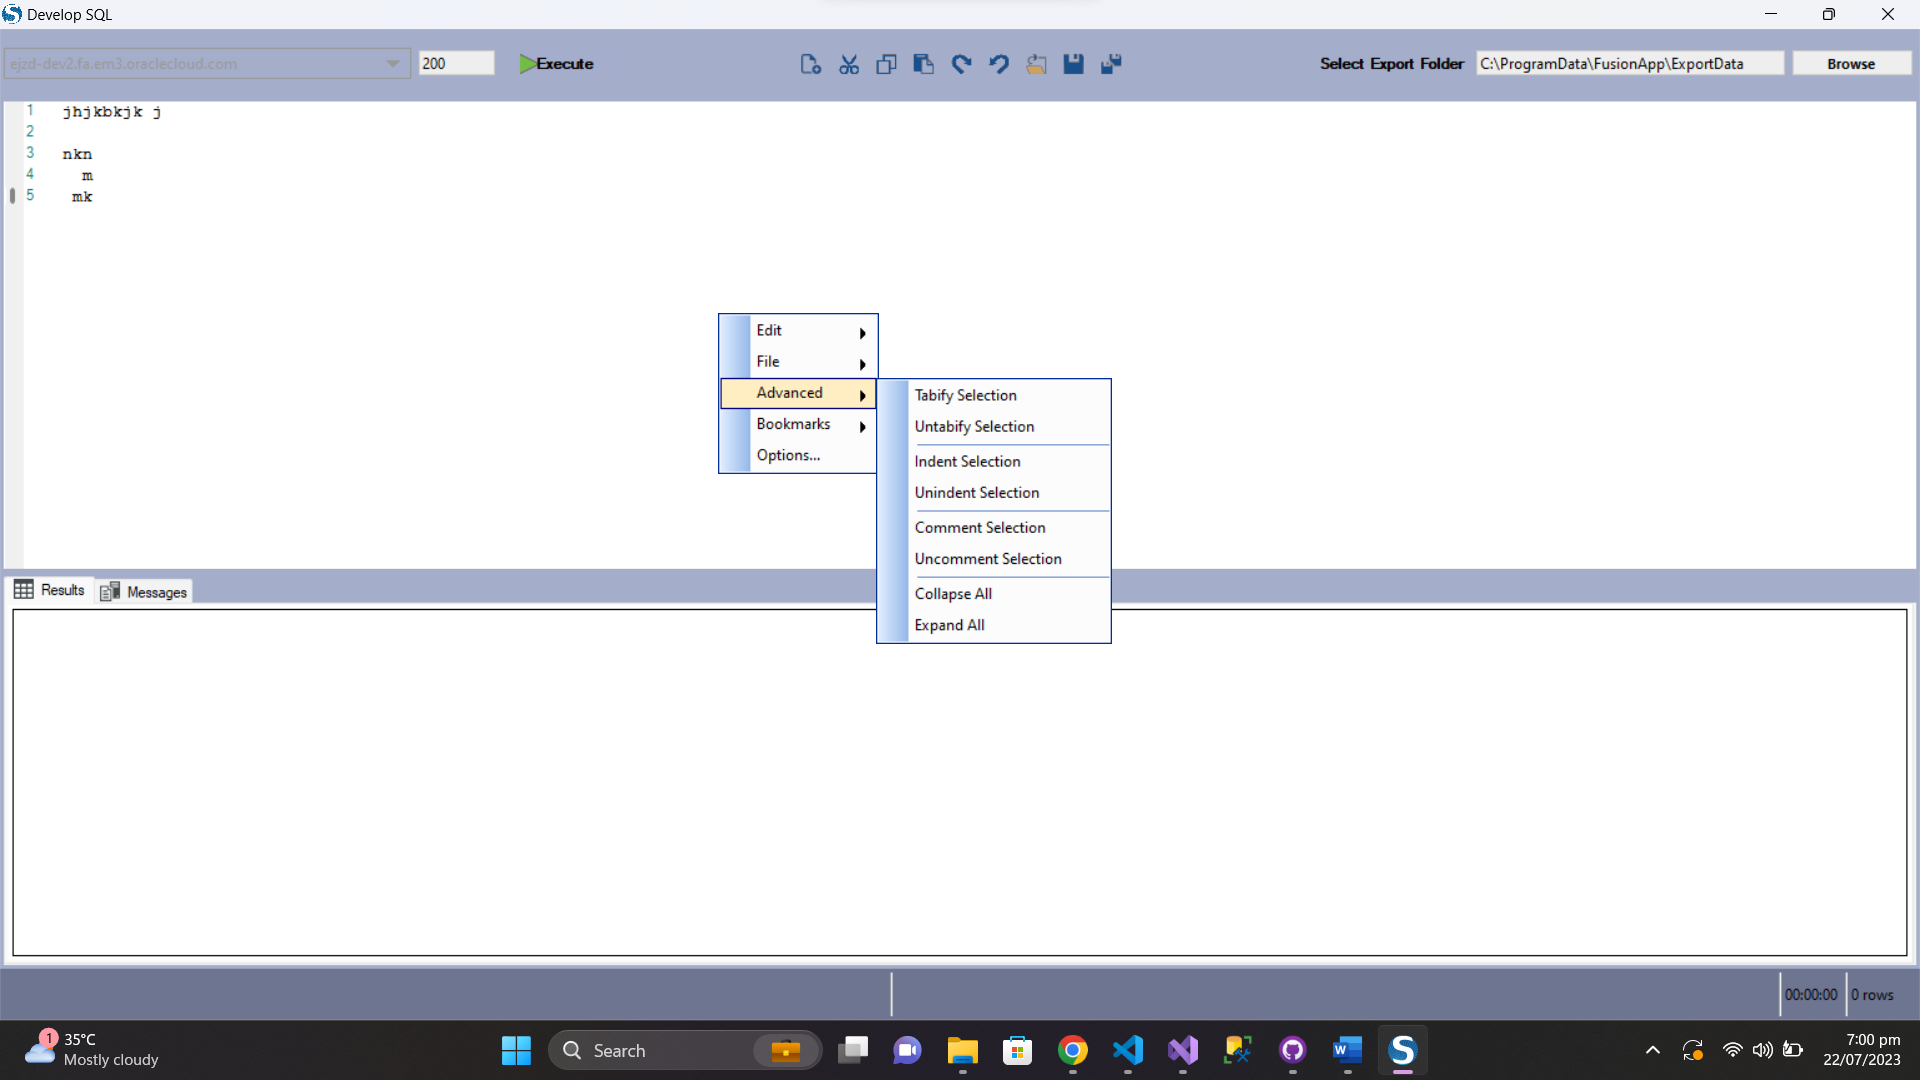 Develop SQL
ejzd-dev2.fa.em3.oraclecloud.com
200
Execute
Select Export Folder
C:\ProgramData\FusionApp\ExportData
Browse
1 jhjkbkjk j
2
3 nkn
4 m
5 mk
Edit
File
Advanced
Bookmarks
Options...
Tabify Selection
Untabify Selection
Indent Selection
Unindent Selection
Comment Selection
Uncomment Selection
Collapse All
Expand All
Results
Messages
00:00:00
0 rows
1
35°C
Mostly cloudy
Search
7:00 pm
22/07/2023